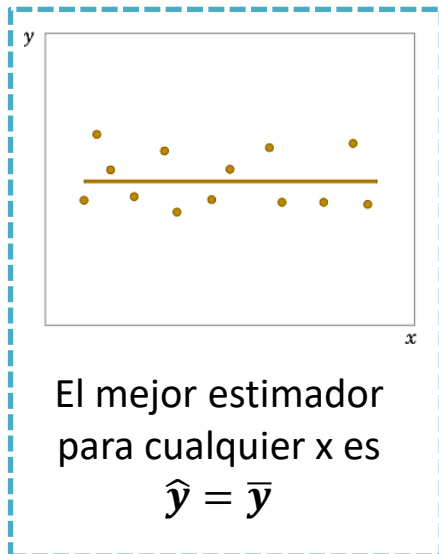 y
x
El mejor estimador
para cualquier x es
ŷ = ȳ